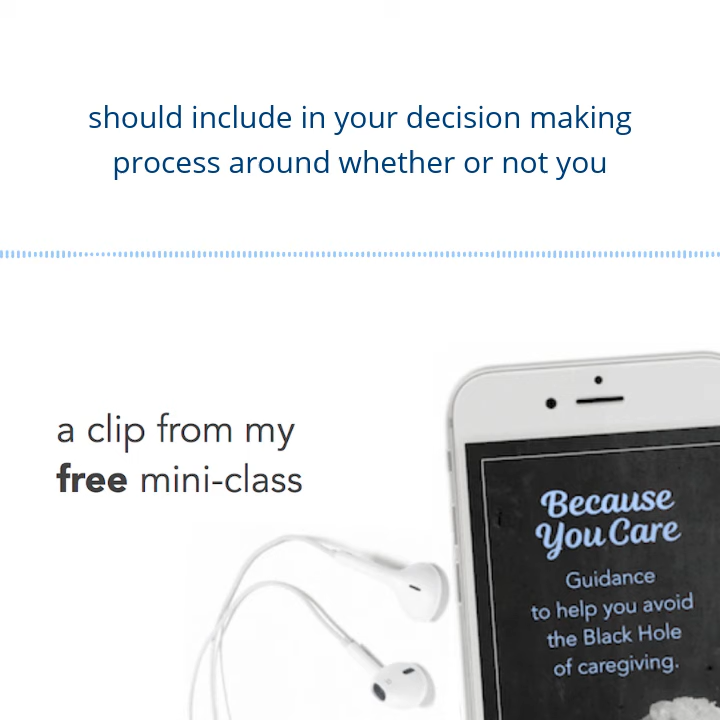 should include in your decision making
process around whether or not you
a clip from my
free mini-class
Because
You Care
Guidance
to help you avoid
the Black Hole
of caregiving.